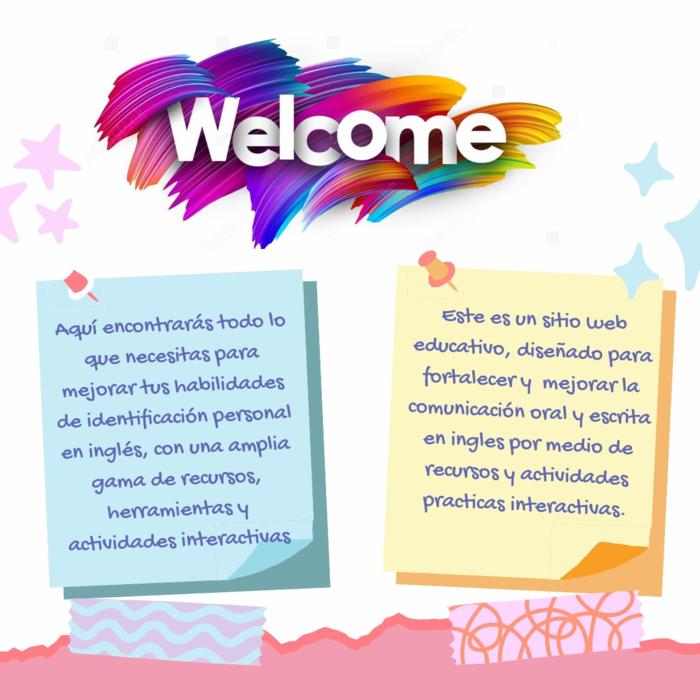 Welcome
Aquí encontrarás todo lo
que necesitas para
mejorar tus habilidades
de identificación personal
en inglés, con una amplia
gama de recursos,
herramientas y
actividades interactivas
Este es un sitio web
educativo, diseñado para
fortalecer y mejorar la
comunicación oral y escrita
en ingles por medio de
recursos y actividades
practicas interactivas.